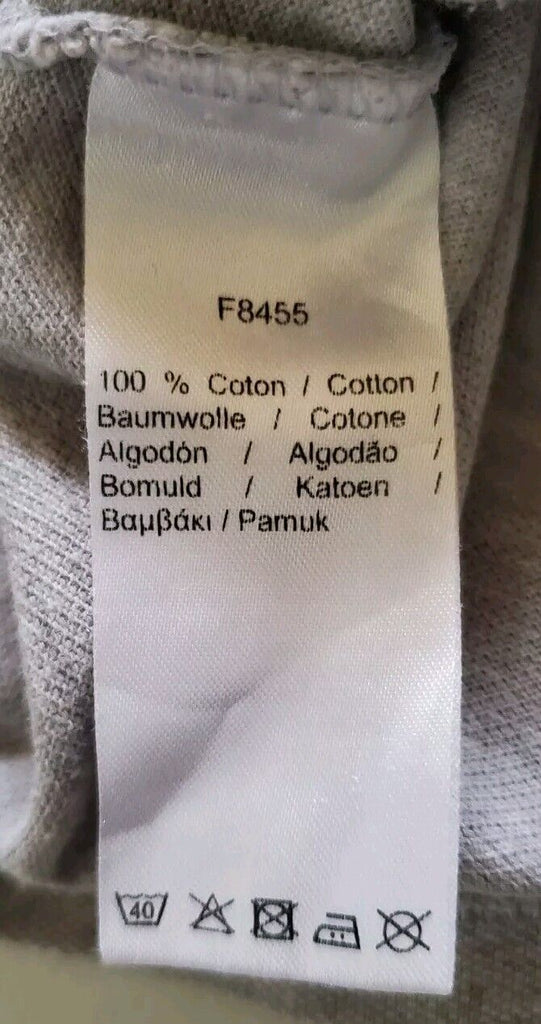 F8455
100 % Coton / Cotton /
Baumwolle / Cotone /
Algodón / Algodão /
Bomuld / Katoen /
Βαμβάκι / Pamuk
40